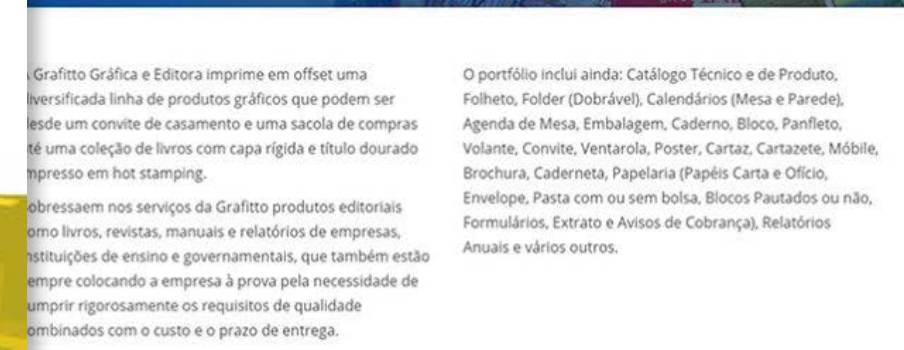 Grafitto Gráfica e Editora imprime em offset uma
iversificada linha de produtos gráficos que podem ser
esde um convite de casamento e uma sacola de compras
té uma coleção de livros com capa rígida e título dourado
mpresso em hot stamping.
obressaem nos serviços da Grafitto produtos editoriais
omo livros, revistas, manuais e relatórios de empresas,
nstituições de ensino e governamentais, que também estão
empre colocando a empresa à prova pela necessidade de
umprir rigorosamente os requisitos de qualidade
ombinados com o custo e o prazo de entrega.
O portfólio inclui ainda: Catálogo Técnico e de Produto,
Folheto, Folder (Dobrável), Calendários (Mesa e Parede),
Agenda de Mesa, Embalagem, Caderno, Bloco, Panfleto,
Volante, Convite, Ventarola, Poster, Cartaz, Cartazete, Móbile,
Brochura, Caderneta, Papelaria (Papéis Carta e Ofício,
Envelope, Pasta com ou sem bolsa, Blocos Pautados ou não,
Formulários, Extrato e Avisos de Cobrança), Relatórios
Anuais e vários outros.